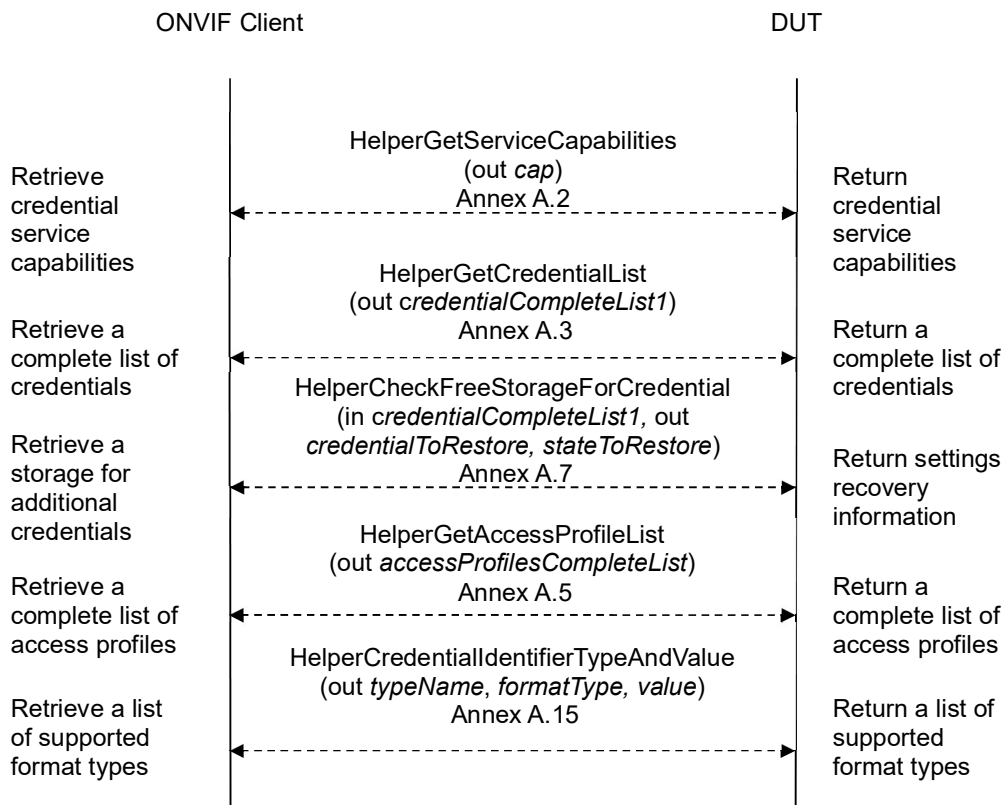 ONVIF Client
DUT
HelperGetServiceCapabilities
(out cap)
Annex A.2
Retrieve
credential
service
capabilities
Return
credential
service
capabilities
HelperGetCredentialList
(out credentialCompleteList1)
Annex A.3
Retrieve a
complete list of
credentials
Return a
complete list of
credentials
HelperCheckFreeStorageForCredential
(in credentialCompleteList1, out
credentialToRestore, stateToRestore)
Annex A.7
Retrieve a
storage for
additional
credentials
Return settings
recovery
information
HelperGetAccessProfileList
(out accessProfilesCompleteList)
Annex A.5
Retrieve a
complete list of
access profiles
Return a
complete list of
access profiles
HelperCredentialIdentifierTypeAndValue
(out typeName, formatType, value)
Annex A.15
Retrieve a list
of supported
format types
Return a list of
supported
format types